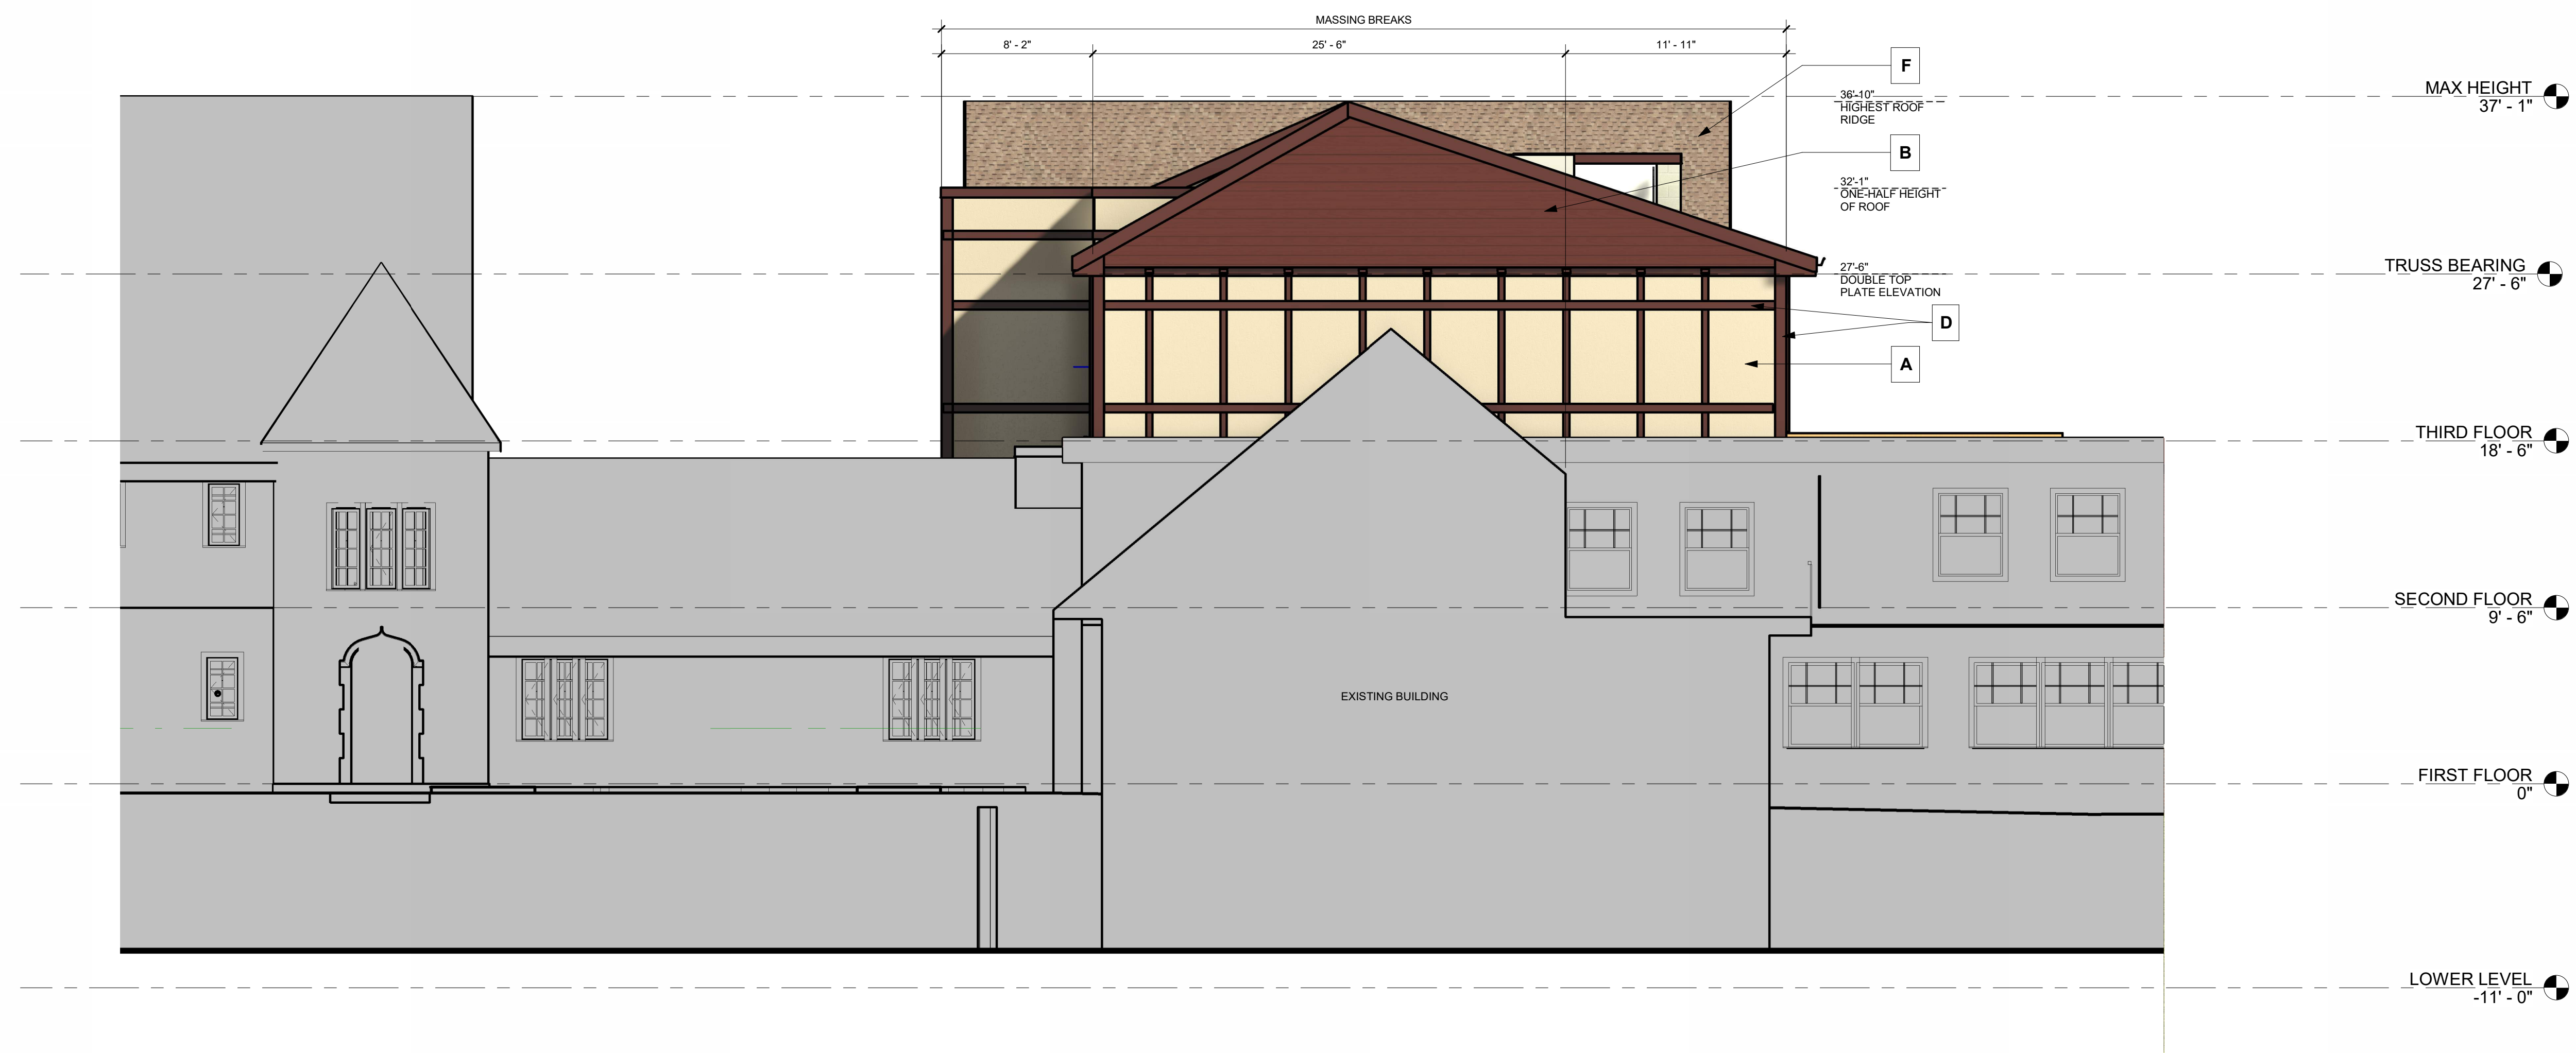 MASSING BREAKS
8' - 2"
25' - 6"
11' - 11"
F
36'-10"
HIGHEST ROOF
RIDGE
MAX HEIGHT
37' - 1"
B
32'-1"
ONE-HALF HEIGHT
OF ROOF
27'-6"
DOUBLE TOP
PLATE ELEVATION
TRUSS BEARING
27' - 6"
D
A
THIRD FLOOR
18' - 6"
SECOND FLOOR
9' - 6"
EXISTING BUILDING
FIRST FLOOR
0"
LOWER LEVEL
-11' - 0"